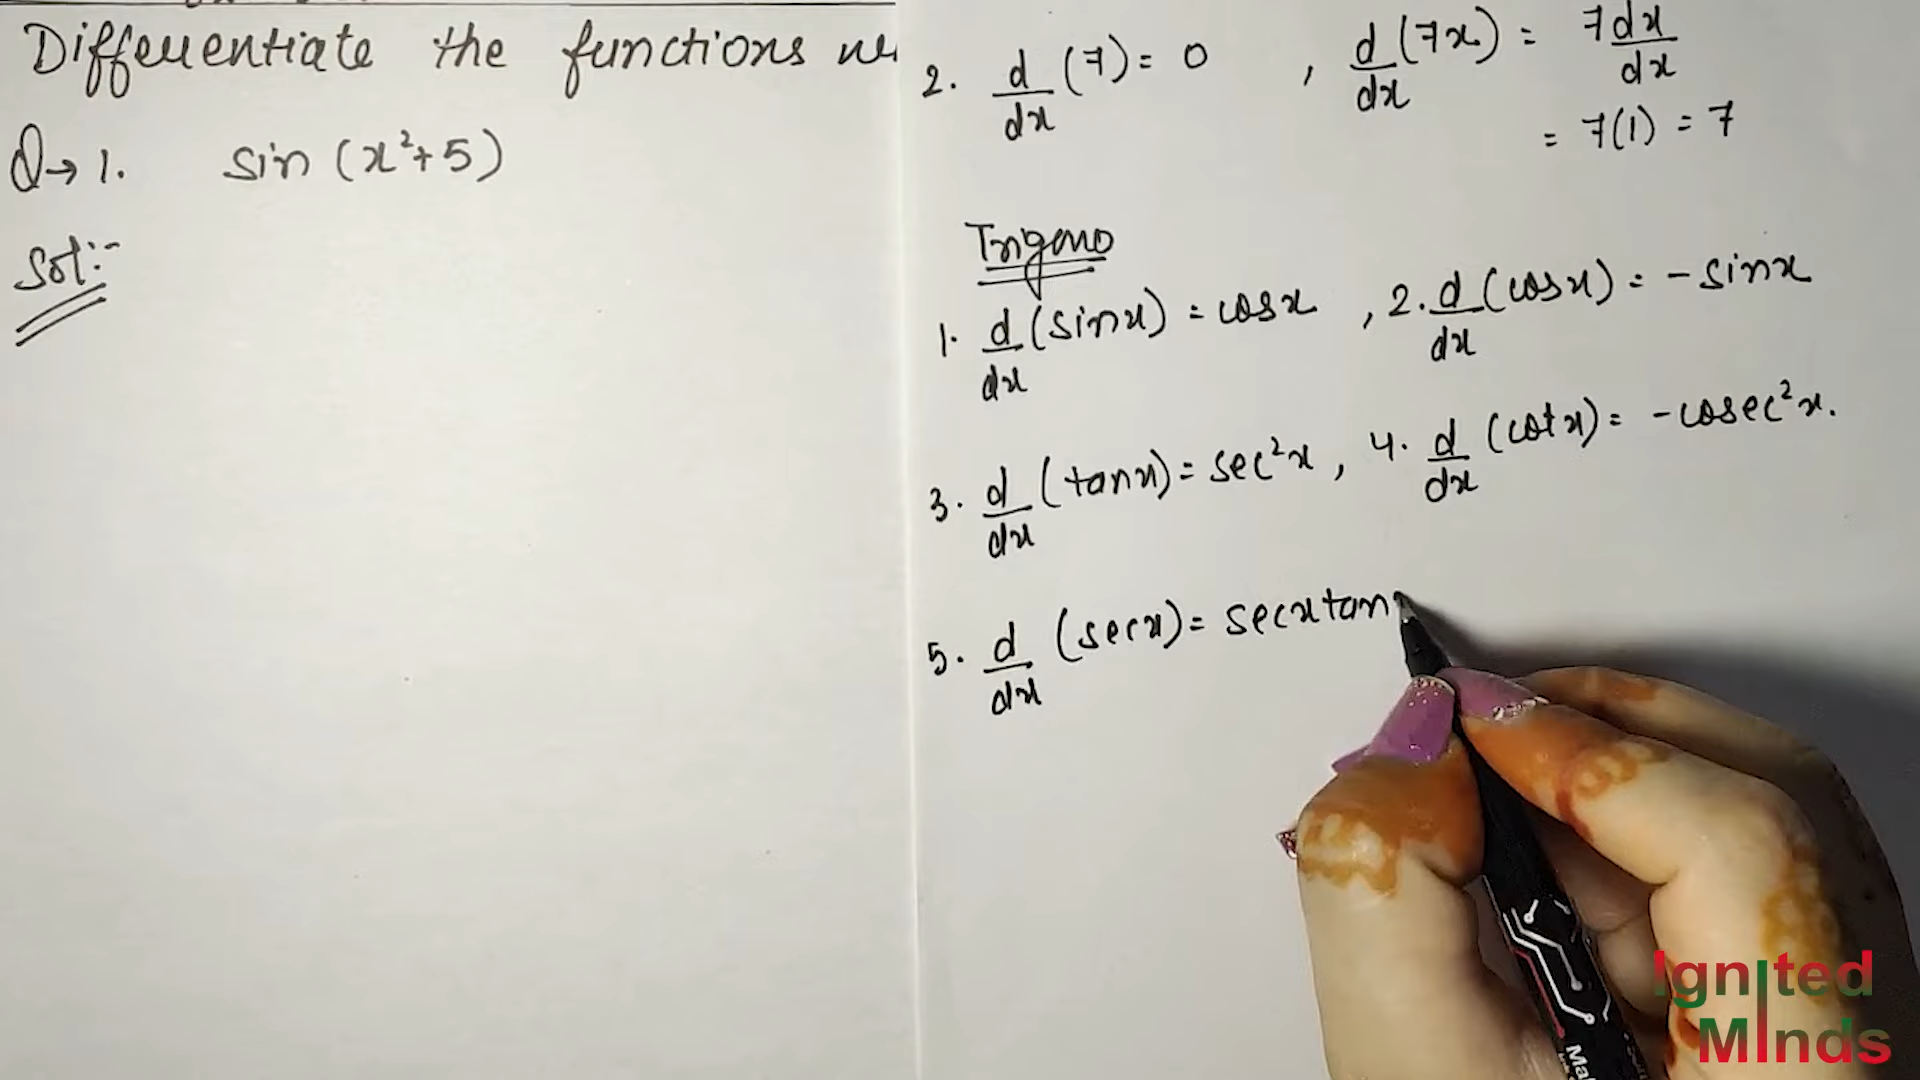 Differentiate the functions
Q→ 1. sin (x²+5)
Sol:-
2. d/dx (7) = 0 , d/dx (7x) = 7dx/dx
= 7(1) = 7
Trigono
1. d/dx (sinx) = cosx , 2. d/dx (cosx) = -sinx
3. d/dx (tanx) = sec²x , 4. d/dx (cotx) = -cosec²x.
5. d/dx (secx) = secxtan
Ignited
Minds